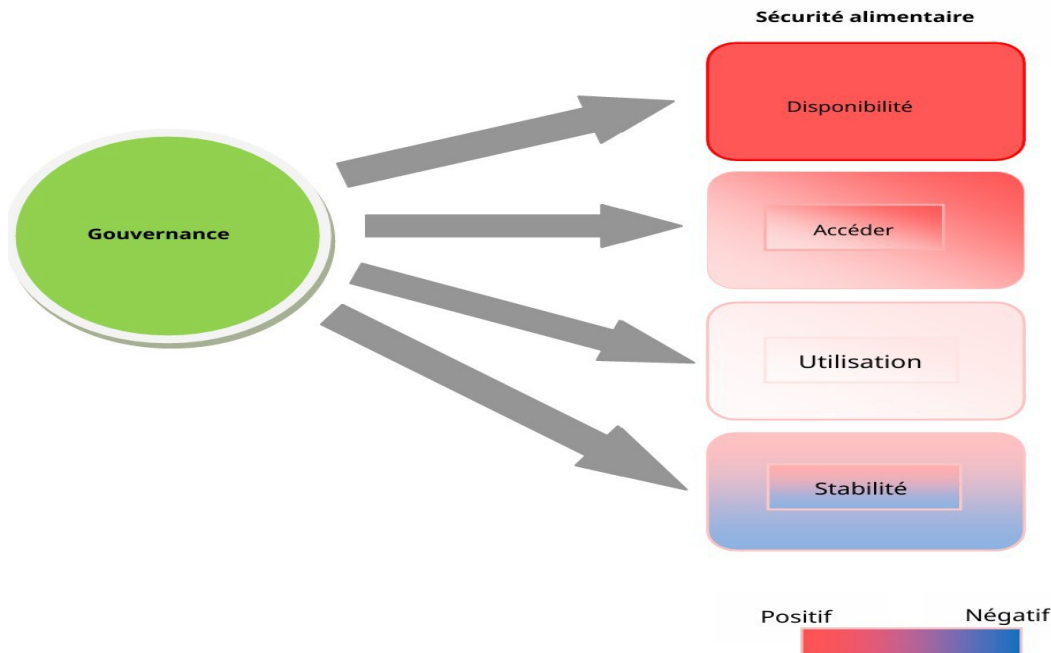 Sécurité alimentaire
Disponibilité
Gouvernance
Accéder
Utilisation
Stabilité
Positif Négatif